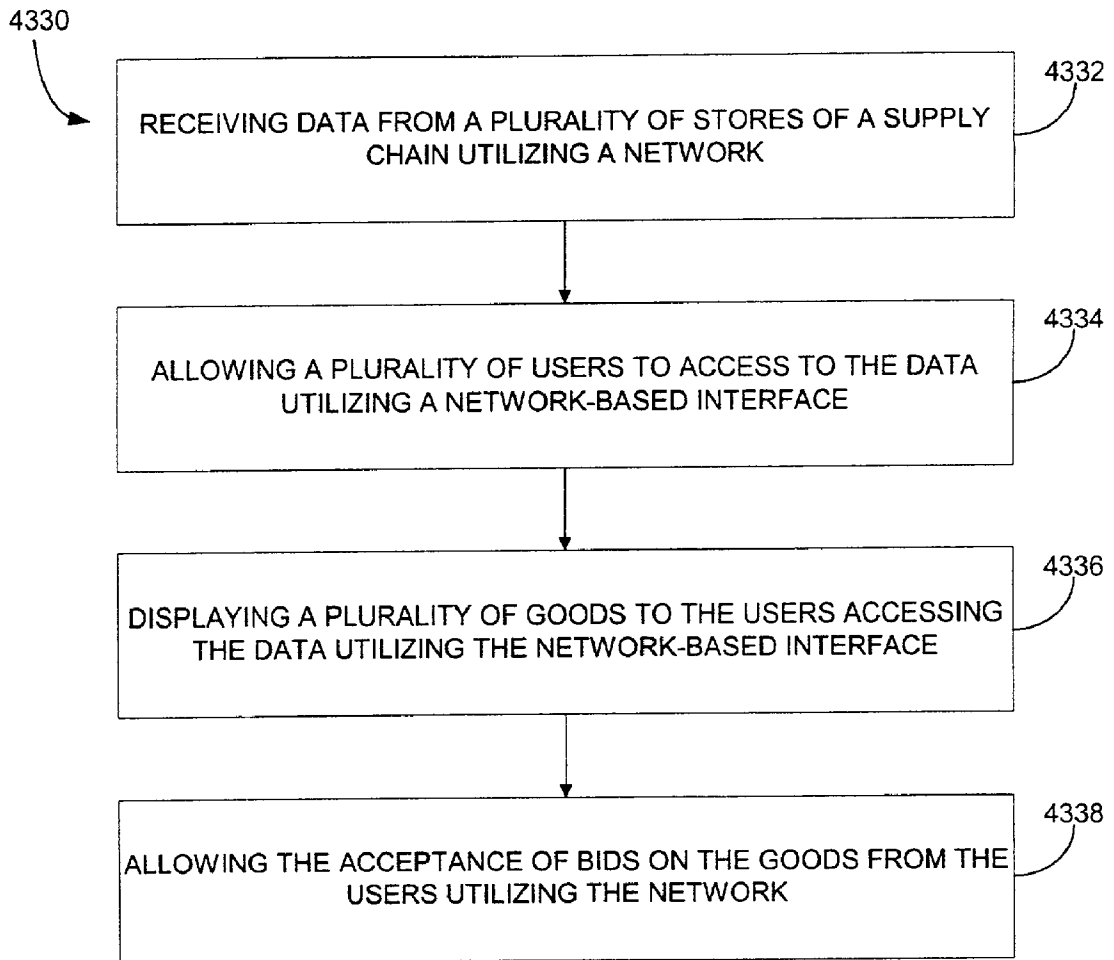 4330
4332
RECEIVING DATA FROM A PLURALITY OF STORES OF A SUPPLY
CHAIN UTILIZING A NETWORK
4334
ALLOWING A PLURALITY OF USERS TO ACCESS TO THE DATA
UTILIZING A NETWORK-BASED INTERFACE
4336
DISPLAYING A PLURALITY OF GOODS TO THE USERS ACCESSING
THE DATA UTILIZING THE NETWORK-BASED INTERFACE
4338
ALLOWING THE ACCEPTANCE OF BIDS ON THE GOODS FROM THE
USERS UTILIZING THE NETWORK